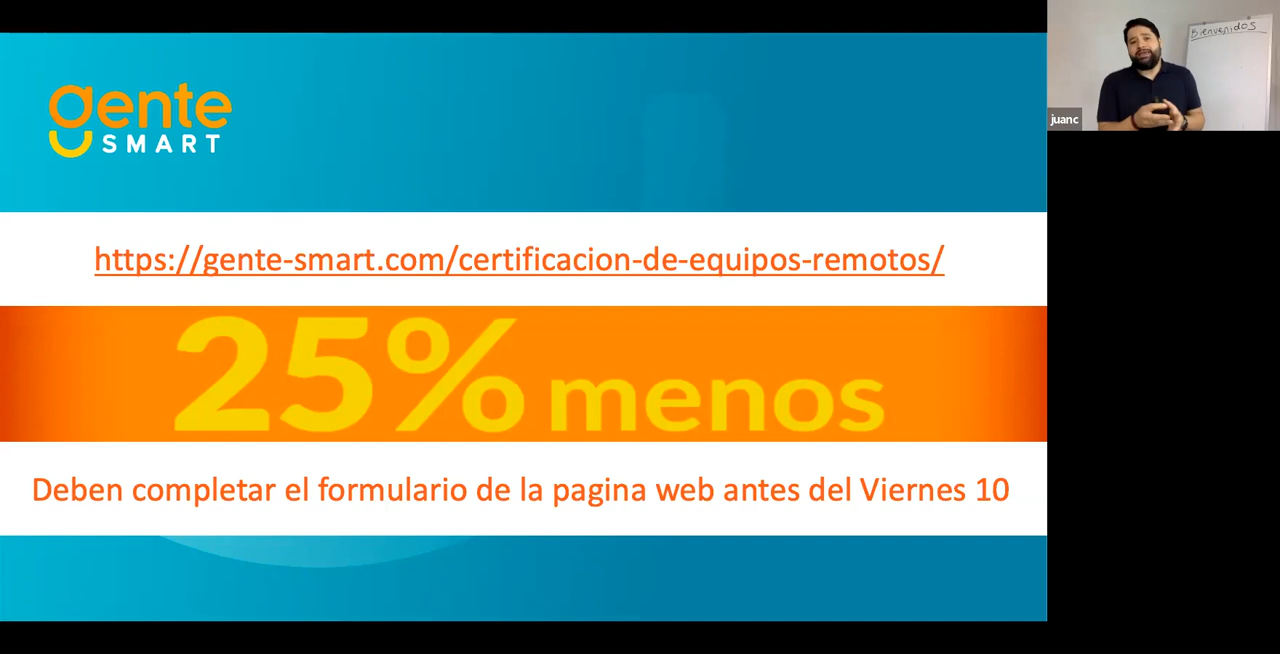 gente
SMART
https://gente-smart.com/certificacion-de-equipos-remotos/
25% menos
Deben completar el formulario de la pagina web antes del Viernes 10
Bienvenidos
juanc